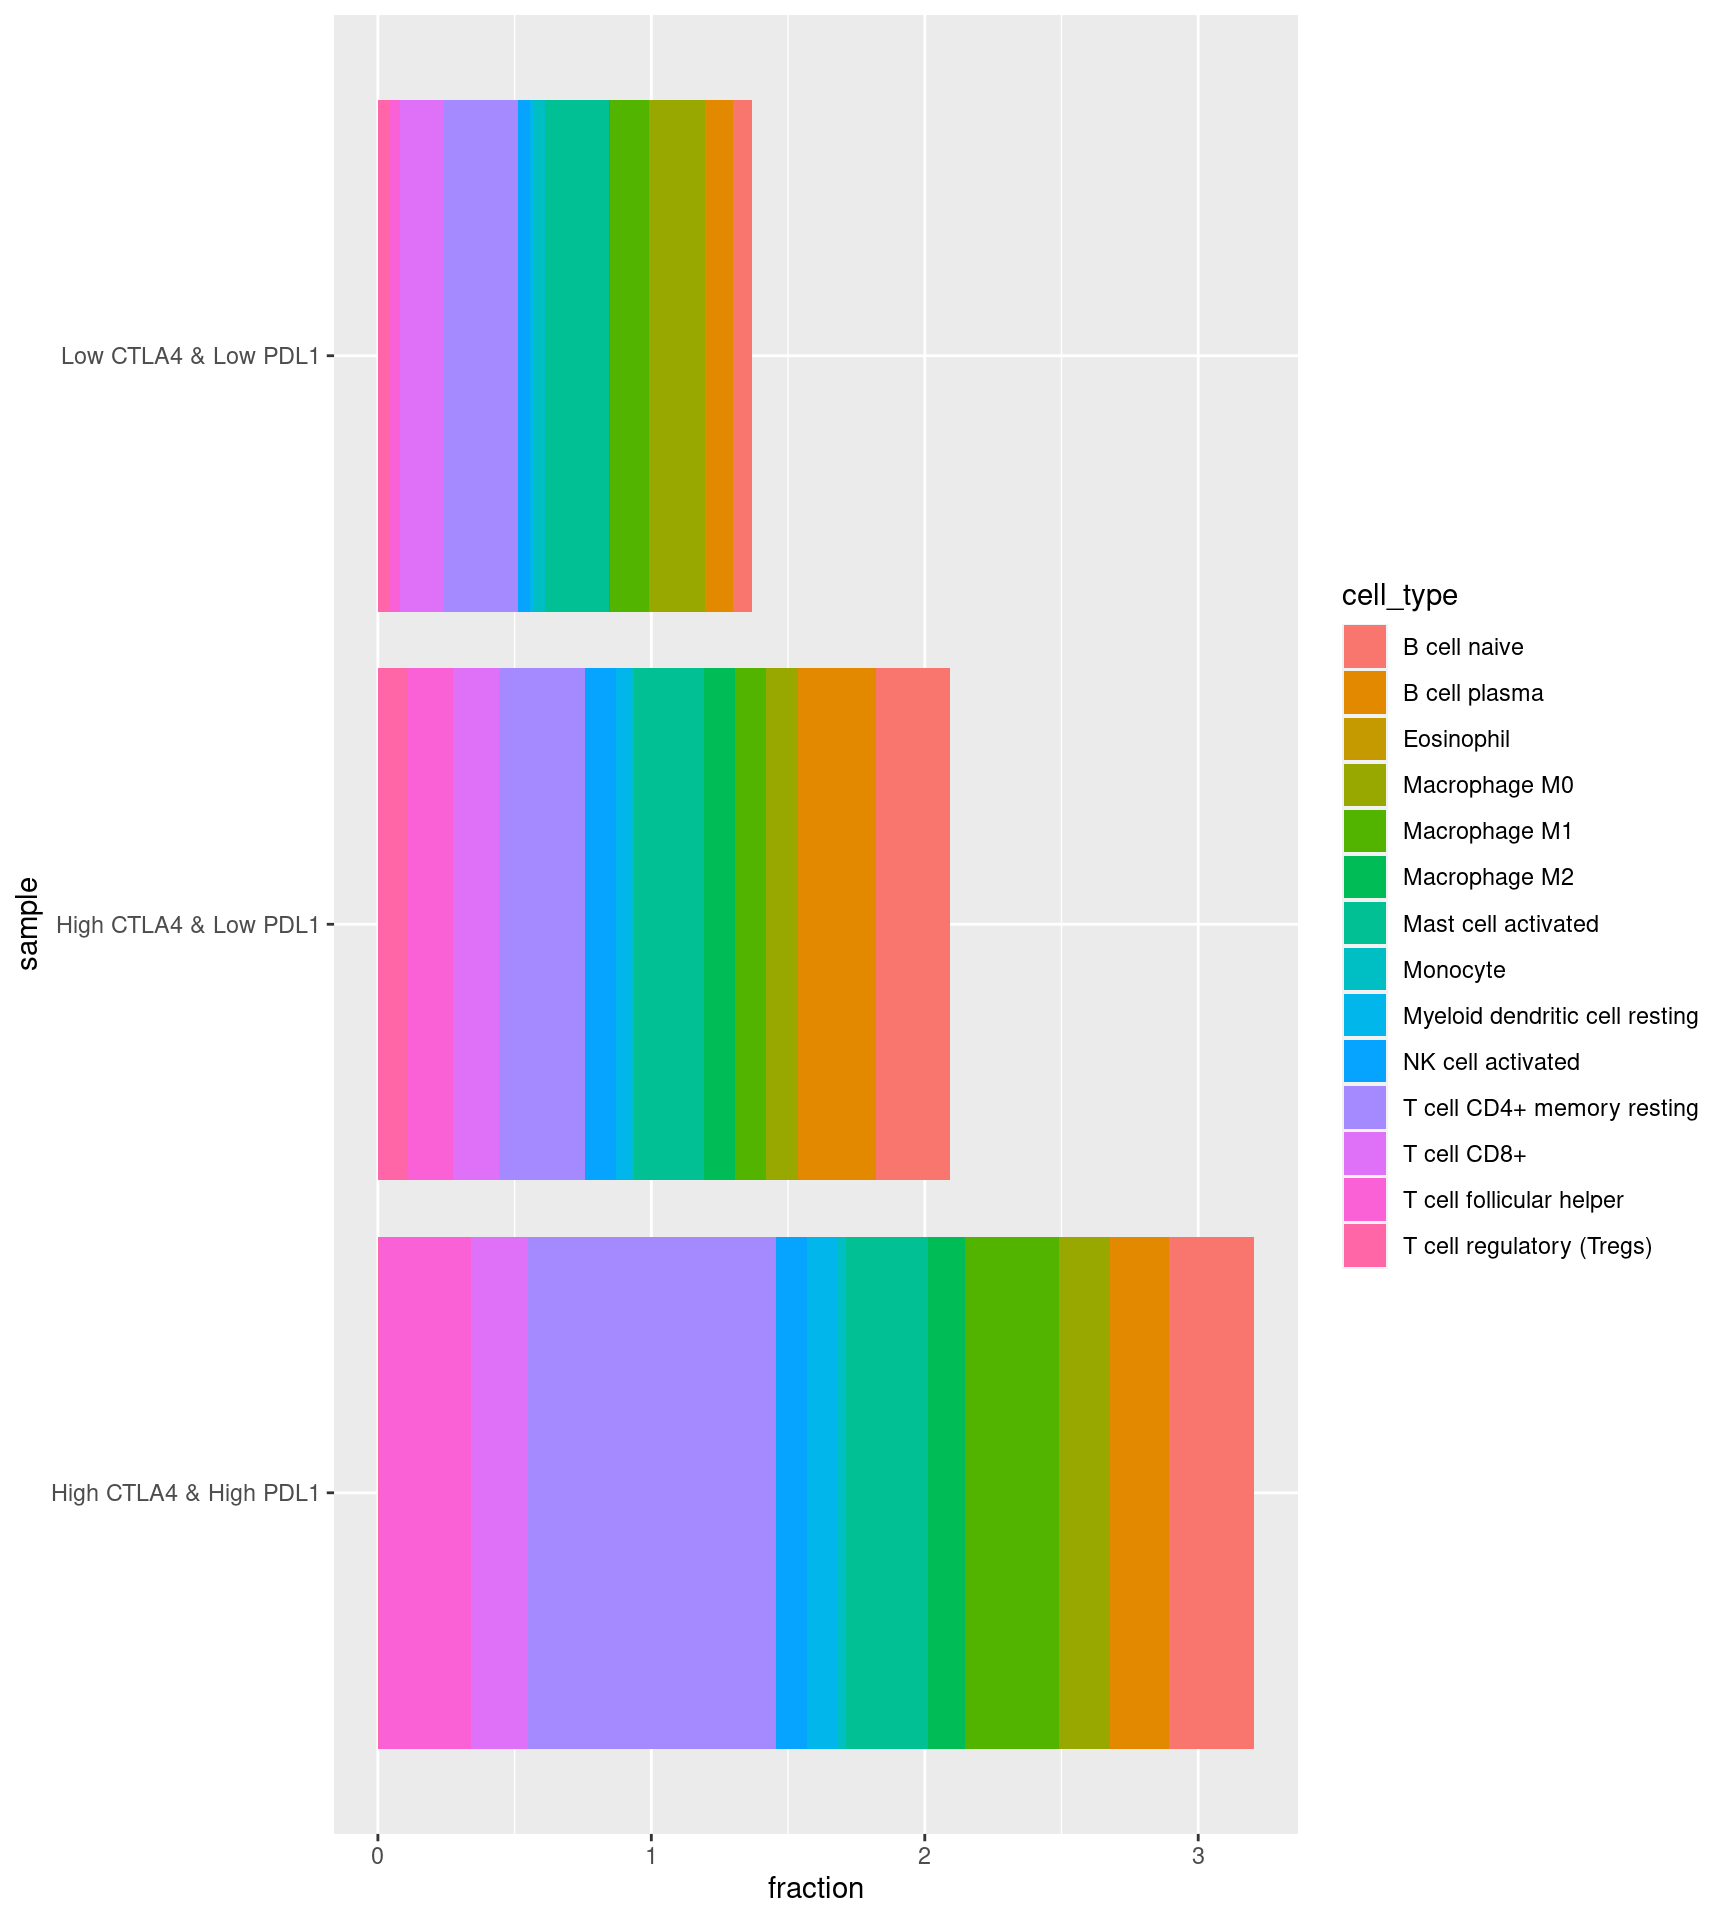 Low CTLA4 & Low PDL1
High CTLA4 & Low PDL1
High CTLA4 & High PDL1
sample
0 1 2 3
fraction
cell_type
B cell naive
B cell plasma
Eosinophil
Macrophage M0
Macrophage M1
Macrophage M2
Mast cell activated
Monocyte
Myeloid dendritic cell resting
NK cell activated
T cell CD4+ memory resting
T cell CD8+
T cell follicular helper
T cell regulatory (Tregs)